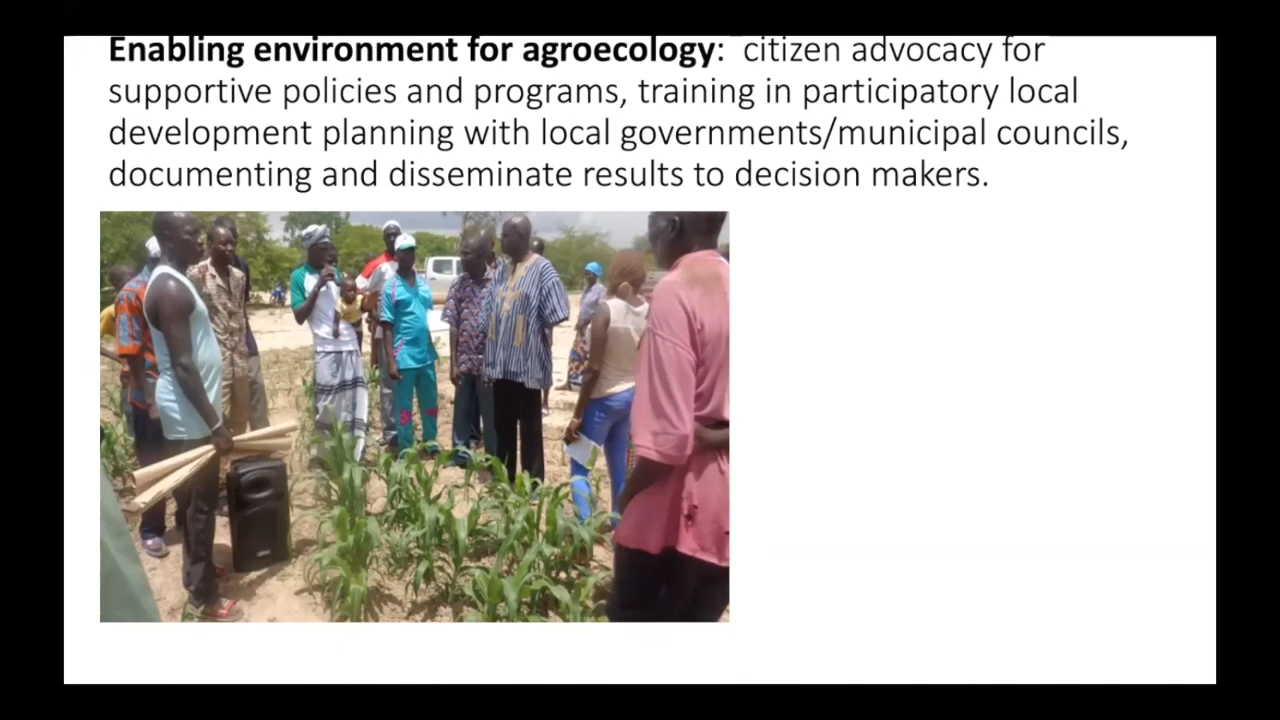 Enabling environment for agroecology: citizen advocacy for
supportive policies and programs, training in participatory local
development planning with local governments/municipal councils,
documenting and disseminate results to decision makers.